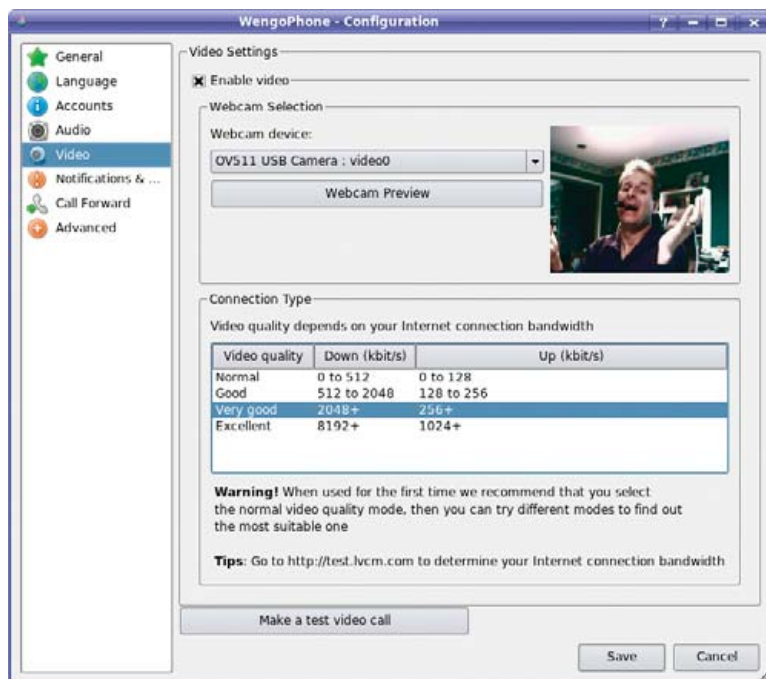 WengoPhone - Configuration
General
Language
Accounts
Audio
Video
Notifications & ...
Call Forward
Advanced
Video Settings
Enable video
Webcam Selection
Webcam device:
OV511 USB Camera : video0
Webcam Preview
Connection Type
Video quality depends on your Internet connection bandwidth
Video quality Down (kbit/s) Up (kbit/s)
Normal 0 to 512 0 to 128
Good 512 to 2048 128 to 256
Very good 2048+ 256+
Excellent 8192+ 1024+
Warning! When used for the first time we recommend that you select
the normal video quality mode, then you can try different modes to find out
the most suitable one
Tips: Go to http://test.lvcm.com to determine your Internet connection bandwidth
Make a test video call
Save Cancel